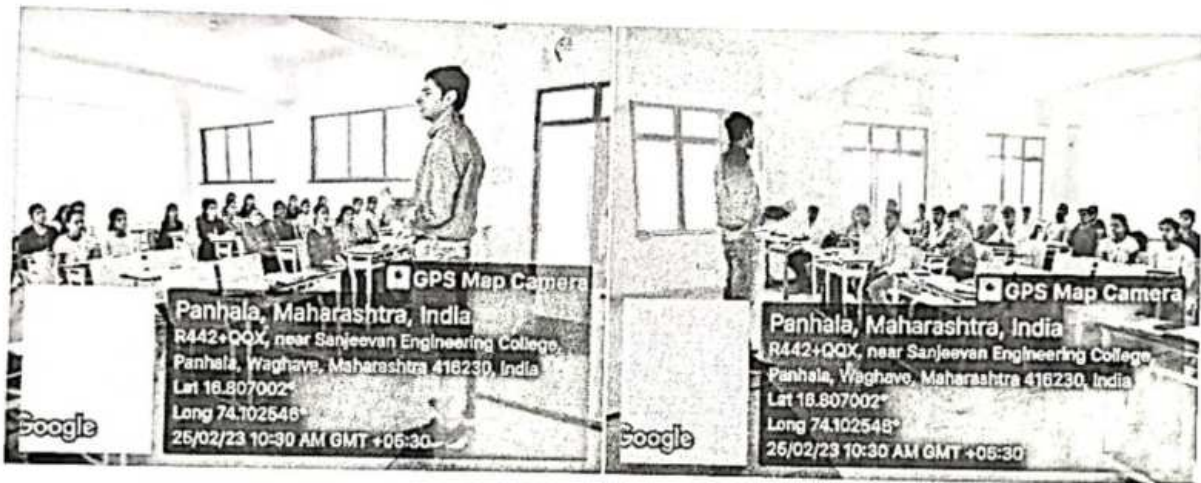 GPS Map Camera
Panhala, Maharashtra, India
R442+QQX, near Sanjeevan Engineering College,
Panhala, Waghave, Maharashtra 416230, India
Lat 16.807002°
Long 74.102546°
25/02/23 10:30 AM GMT +05:30
Google
GPS Map Camera
Panhala, Maharashtra, India
R442+QQX, near Sanjeevan Engineering College,
Panhala, Waghave, Maharashtra 416230, India
Lat 16.807002°
Long 74.102546°
25/02/23 10:30 AM GMT +05:30
Google